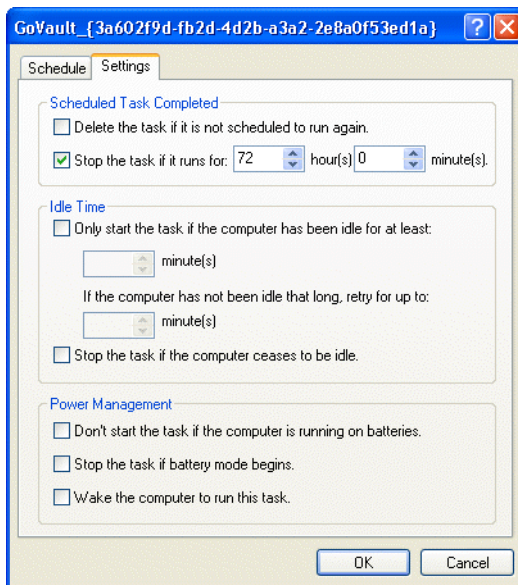 GoVault_{3a602f9d-fb2d-4d2b-a3a2-2e8a0f53ed1a}
Schedule Settings
Scheduled Task Completed
Delete the task if it is not scheduled to run again.
Stop the task if it runs for: 72 hour(s) 0 minute(s).
Idle Time
Only start the task if the computer has been idle for at least:
minute(s)
If the computer has not been idle that long, retry for up to:
minute(s)
Stop the task if the computer ceases to be idle.
Power Management
Don't start the task if the computer is running on batteries.
Stop the task if battery mode begins.
Wake the computer to run this task.
OK Cancel